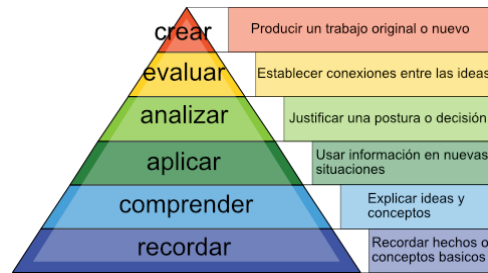 crear
Producir un trabajo original o nuevo
evaluar
Establecer conexiones entre las ideas
analizar
Justificar una postura o decisión
aplicar
Usar información en nuevas
situaciones
comprender
Explicar ideas y
conceptos
recordar
Recordar hechos o
conceptos basicos